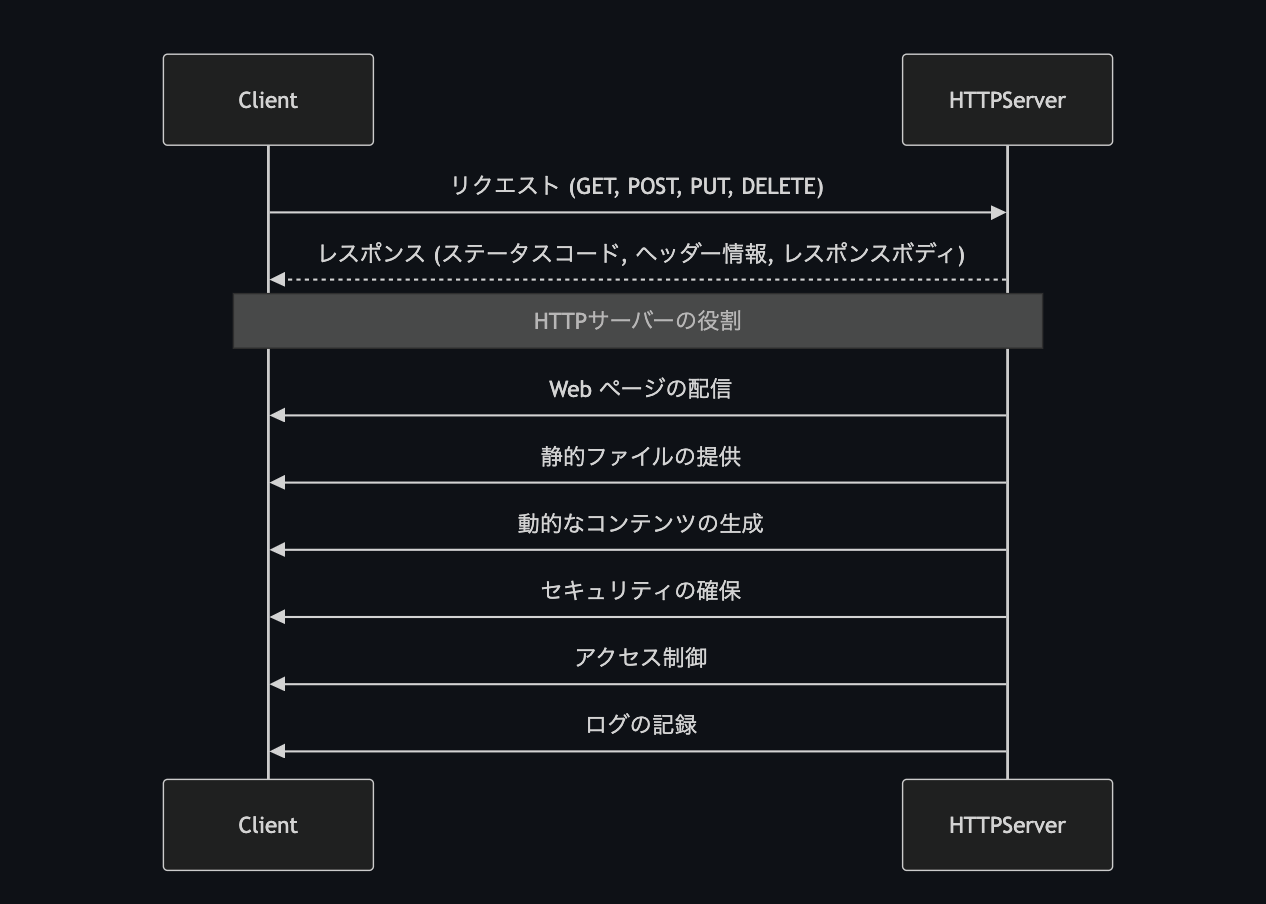 Client
HTTPServer
リクエスト (GET, POST, PUT, DELETE)
レスポンス (ステータスコード, ヘッダー情報, レスポンスボディ)
HTTPサーバーの役割
Web ページの配信
静的ファイルの提供
動的なコンテンツの生成
セキュリティの確保
アクセス制御
ログの記録
Client
HTTPServer